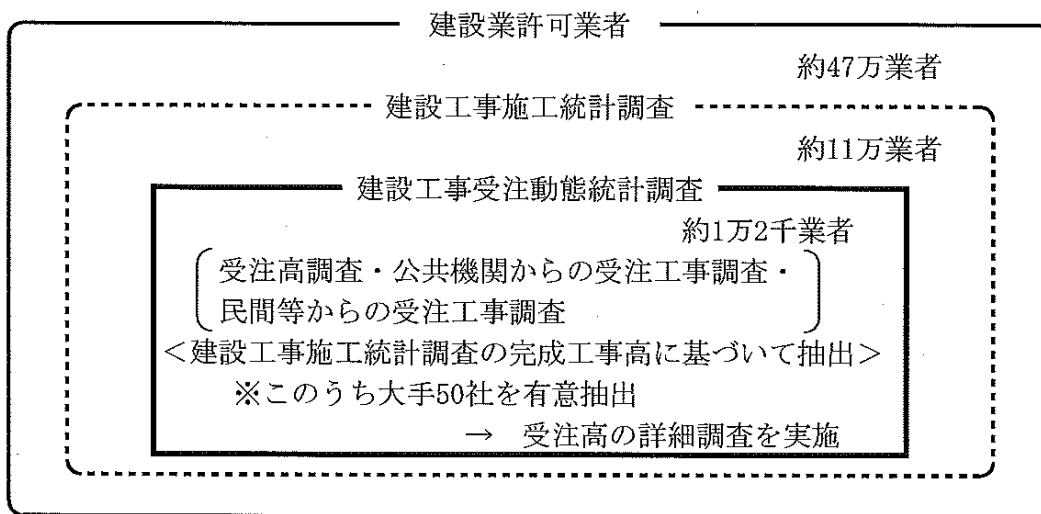 建設業許可業者
約47万業者
建設工事施工統計調査
約11万業者
建設工事受注動態統計調査
約1万2千業者
受注高調査・公共機関からの受注工事調査・
民間等からの受注工事調査
＜建設工事施工統計調査の完成工事高に基づいて抽出＞
※このうち大手50社を有意抽出
→ 受注高の詳細調査を実施